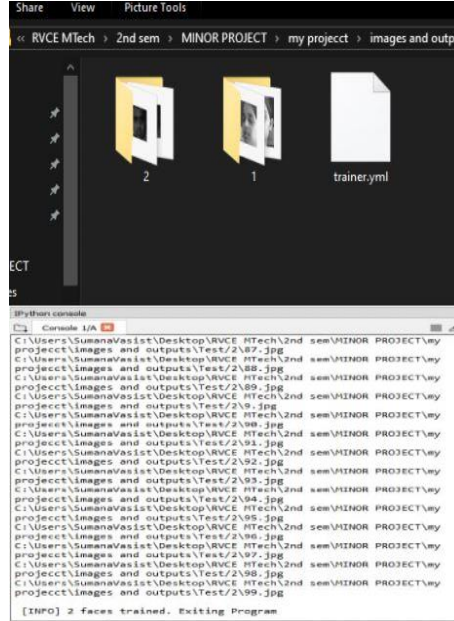 Share View Picture Tools
« RVCE MTech > 2nd sem > MINOR PROJECT > my projecct > images and outp
2 1 trainer.yml
ECT
es
IPython console
Console 1/A
C:\Users\SumanaVasist\Desktop\RVCE MTech\2nd sem\MINOR PROJECT\my
projecct\images and outputs\Test/2\87.jpg
C:\Users\SumanaVasist\Desktop\RVCE MTech\2nd sem\MINOR PROJECT\my
projecct\images and outputs\Test/2\88.jpg
C:\Users\SumanaVasist\Desktop\RVCE MTech\2nd sem\MINOR PROJECT\my
projecct\images and outputs\Test/2\89.jpg
C:\Users\SumanaVasist\Desktop\RVCE MTech\2nd sem\MINOR PROJECT\my
projecct\images and outputs\Test/2\9.jpg
C:\Users\SumanaVasist\Desktop\RVCE MTech\2nd sem\MINOR PROJECT\my
projecct\images and outputs\Test/2\90.jpg
C:\Users\SumanaVasist\Desktop\RVCE MTech\2nd sem\MINOR PROJECT\my
projecct\images and outputs\Test/2\91.jpg
C:\Users\SumanaVasist\Desktop\RVCE MTech\2nd sem\MINOR PROJECT\my
projecct\images and outputs\Test/2\92.jpg
C:\Users\SumanaVasist\Desktop\RVCE MTech\2nd sem\MINOR PROJECT\my
projecct\images and outputs\Test/2\93.jpg
C:\Users\SumanaVasist\Desktop\RVCE MTech\2nd sem\MINOR PROJECT\my
projecct\images and outputs\Test/2\94.jpg
C:\Users\SumanaVasist\Desktop\RVCE MTech\2nd sem\MINOR PROJECT\my
projecct\images and outputs\Test/2\95.jpg
C:\Users\SumanaVasist\Desktop\RVCE MTech\2nd sem\MINOR PROJECT\my
projecct\images and outputs\Test/2\96.jpg
C:\Users\SumanaVasist\Desktop\RVCE MTech\2nd sem\MINOR PROJECT\my
projecct\images and outputs\Test/2\97.jpg
C:\Users\SumanaVasist\Desktop\RVCE MTech\2nd sem\MINOR PROJECT\my
projecct\images and outputs\Test/2\98.jpg
C:\Users\SumanaVasist\Desktop\RVCE MTech\2nd sem\MINOR PROJECT\my
projecct\images and outputs\Test/2\99.jpg
[INFO] 2 faces trained. Exiting Program